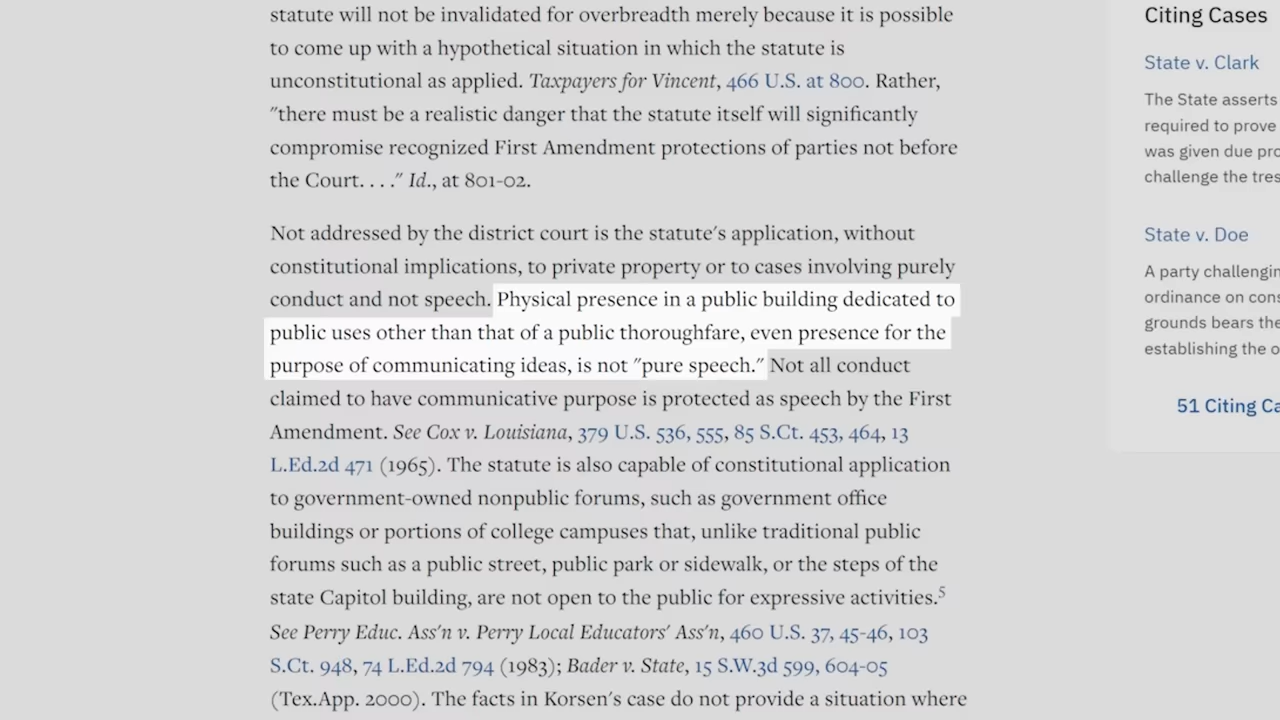 statute will not be invalidated for overbreadth merely because it is possible
to come up with a hypothetical situation in which the statute is
unconstitutional as applied. Taxpayers for Vincent, 466 U.S. at 800. Rather,
"there must be a realistic danger that the statute itself will significantly
compromise recognized First Amendment protections of parties not before
the Court. . . ." Id., at 801-02.
Not addressed by the district court is the statute's application, without
constitutional implications, to private property or to cases involving purely
conduct and not speech. Physical presence in a public building dedicated to
public uses other than that of a public thoroughfare, even presence for the
purpose of communicating ideas, is not "pure speech." Not all conduct
claimed to have communicative purpose is protected as speech by the First
Amendment. See Cox v. Louisiana, 379 U.S. 536, 555, 85 S.Ct. 453, 464, 13
L.Ed.2d 471 (1965). The statute is also capable of constitutional application
to government-owned nonpublic forums, such as government office
buildings or portions of college campuses that, unlike traditional public
forums such as a public street, public park or sidewalk, or the steps of the
state Capitol building, are not open to the public for expressive activities.5
See Perry Educ. Ass'n v. Perry Local Educators' Ass'n, 460 U.S. 37, 45-46, 103
S.Ct. 948, 74 L.Ed.2d 794 (1983); Bader v. State, 15 S.W.3d 599, 604-05
(Tex.App. 2000). The facts in Korsen's case do not provide a situation where
Citing Cases
State v. Clark
The State asserts
required to prove
was given due pro
challenge the tres
State v. Doe
A party challengin
ordinance on cons
grounds bears the
establishing the o
51 Citing Ca